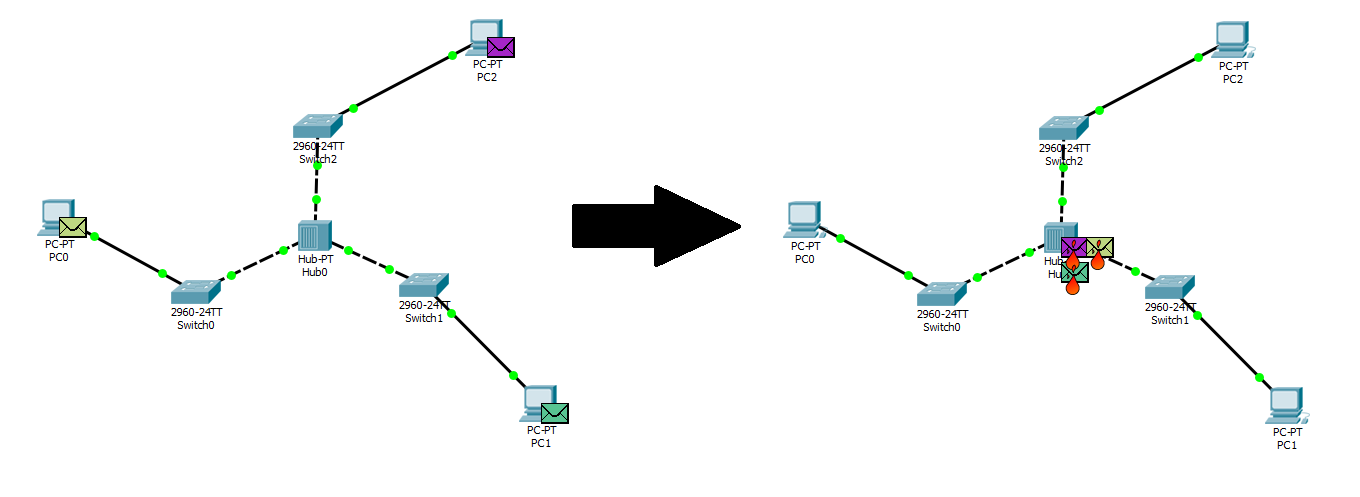 PC-PT
PC2
2960-24TT
Switch2
PC-PT
PC0
Hub-PT
Hub0
2960-24TT
Switch0
2960-24TT
Switch1
PC-PT
PC1
PC-PT
PC2
2960-24TT
Switch2
PC-PT
PC0
2960-24TT
Switch0
2960-24TT
Switch1
PC-PT
PC1